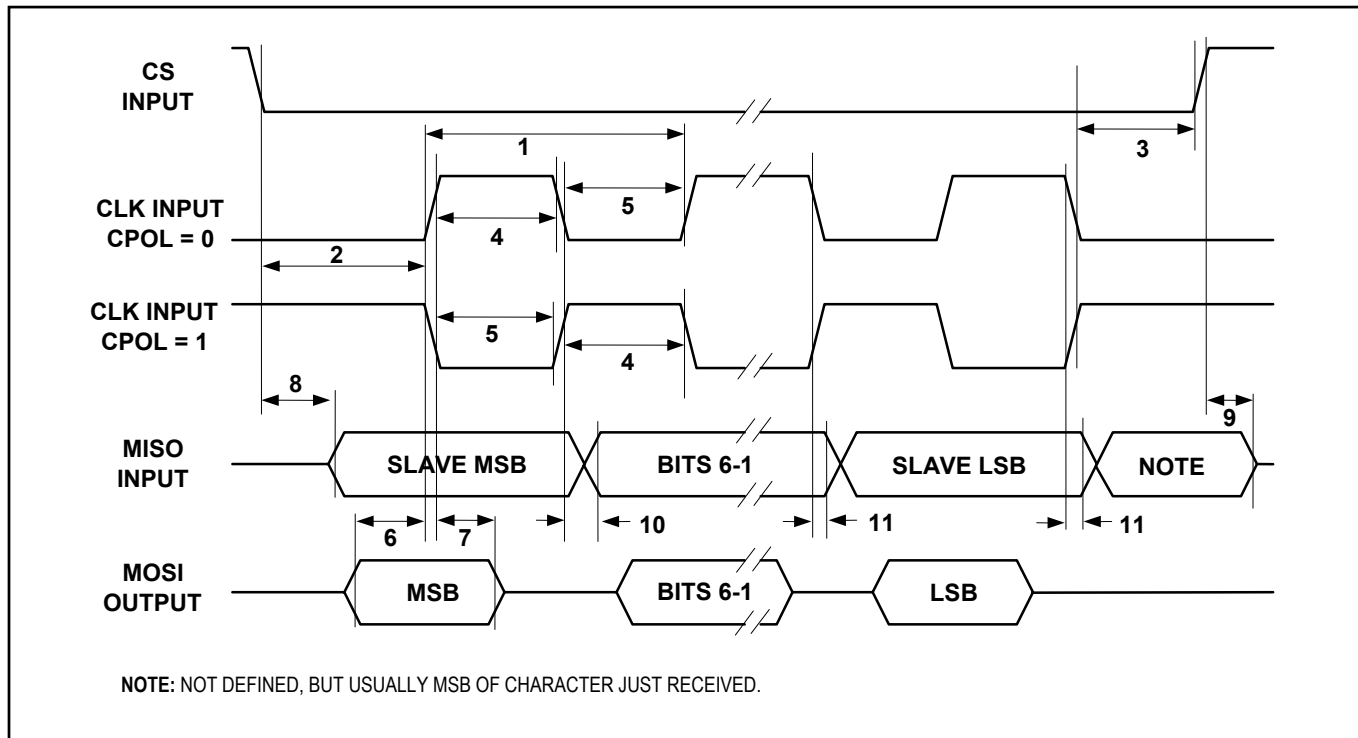 CS
INPUT
1
3
CLK INPUT
CPOL = 0
5
4
2
CLK INPUT
CPOL = 1
5
4
8
9
MISO
INPUT
SLAVE MSB
BITS 6-1
SLAVE LSB
NOTE
6
7
10
11
11
MOSI
OUTPUT
MSB
BITS 6-1
LSB
NOTE: NOT DEFINED, BUT USUALLY MSB OF CHARACTER JUST RECEIVED.